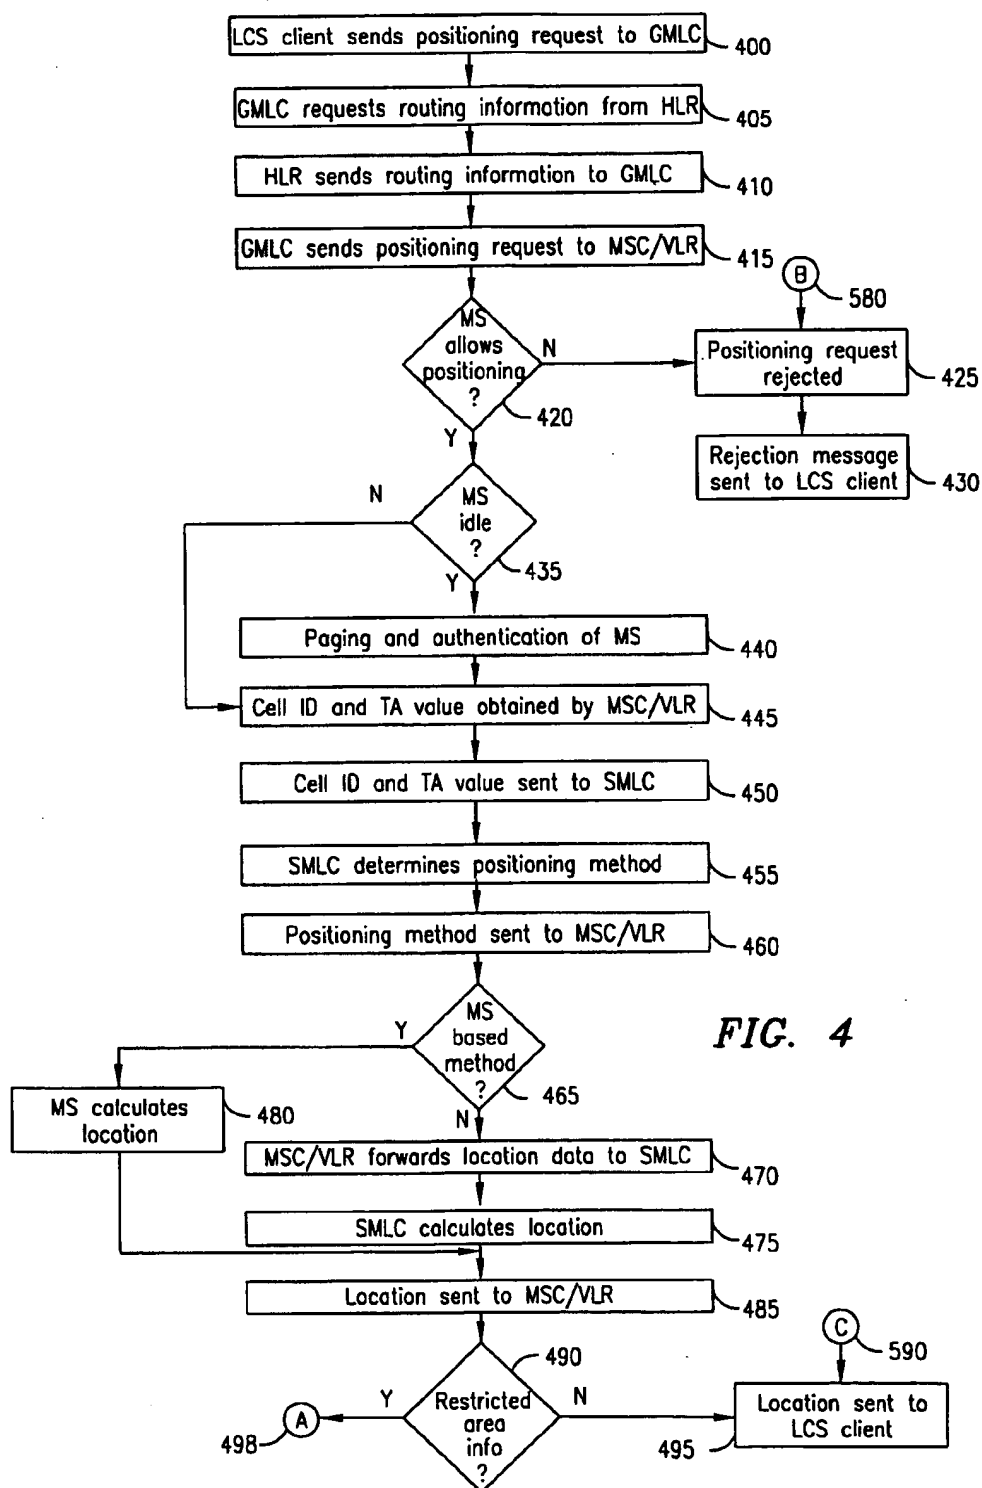 LCS client sends positioning request to GMLC
400
GMLC requests routing information from HLR
405
HLR sends routing information to GMLC
410
GMLC sends positioning request to MSC/VLR
415
B
580
MS
allows
positioning
?
420
N
Y
Positioning request
rejected
425
Rejection message
sent to LCS client
430
N
MS
idle
?
435
Y
Paging and authentication of MS
440
Cell ID and TA value obtained by MSC/VLR
445
Cell ID and TA value sent to SMLC
450
SMLC determines positioning method
455
Positioning method sent to MSC/VLR
460
Y
MS
based
method
?
465
N
FIG. 4
MS calculates
location
480
MSC/VLR forwards location data to SMLC
470
SMLC calculates location
475
Location sent to MSC/VLR
485
C
590
490
Y
Restricted
area
info
?
N
A
498
Location sent to
LCS client
495